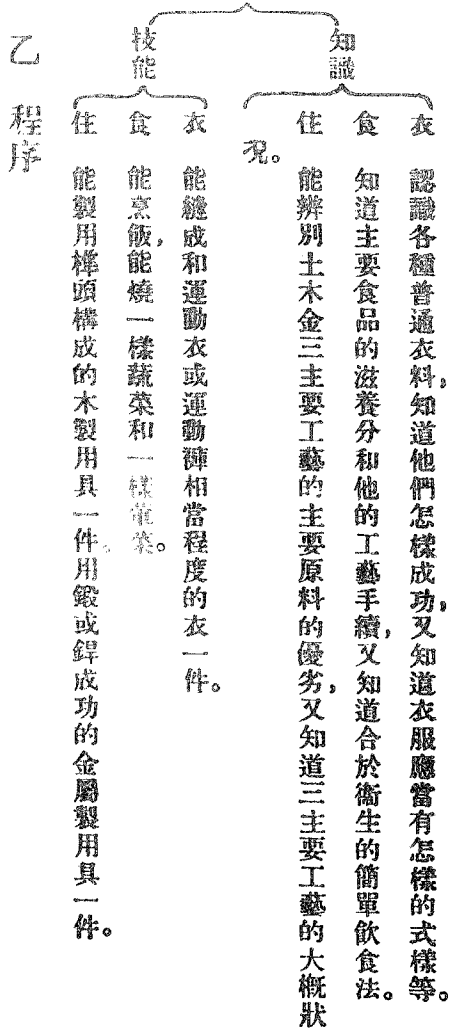 知識
衣　認識各種普通衣料，知道他們怎樣成功，又知道衣服應當有怎樣的式樣等。
食　知道主要食品的滋養分和他的工藝手續，又知道合於衞生的簡單飲食法。
住　能辨別土木金三主要工藝的主要原料的優劣，又知道三主要工藝的大概狀
況。
技能
衣　能縫成和運動衣或運動褲相當程度的衣一件。
食　能烹飯，能燒一樣蔬菜和一樣葷菜。
住　能製用榫頭構成的木製用具一件。用鍛或銲成功的金屬製用具一件。
乙　程序